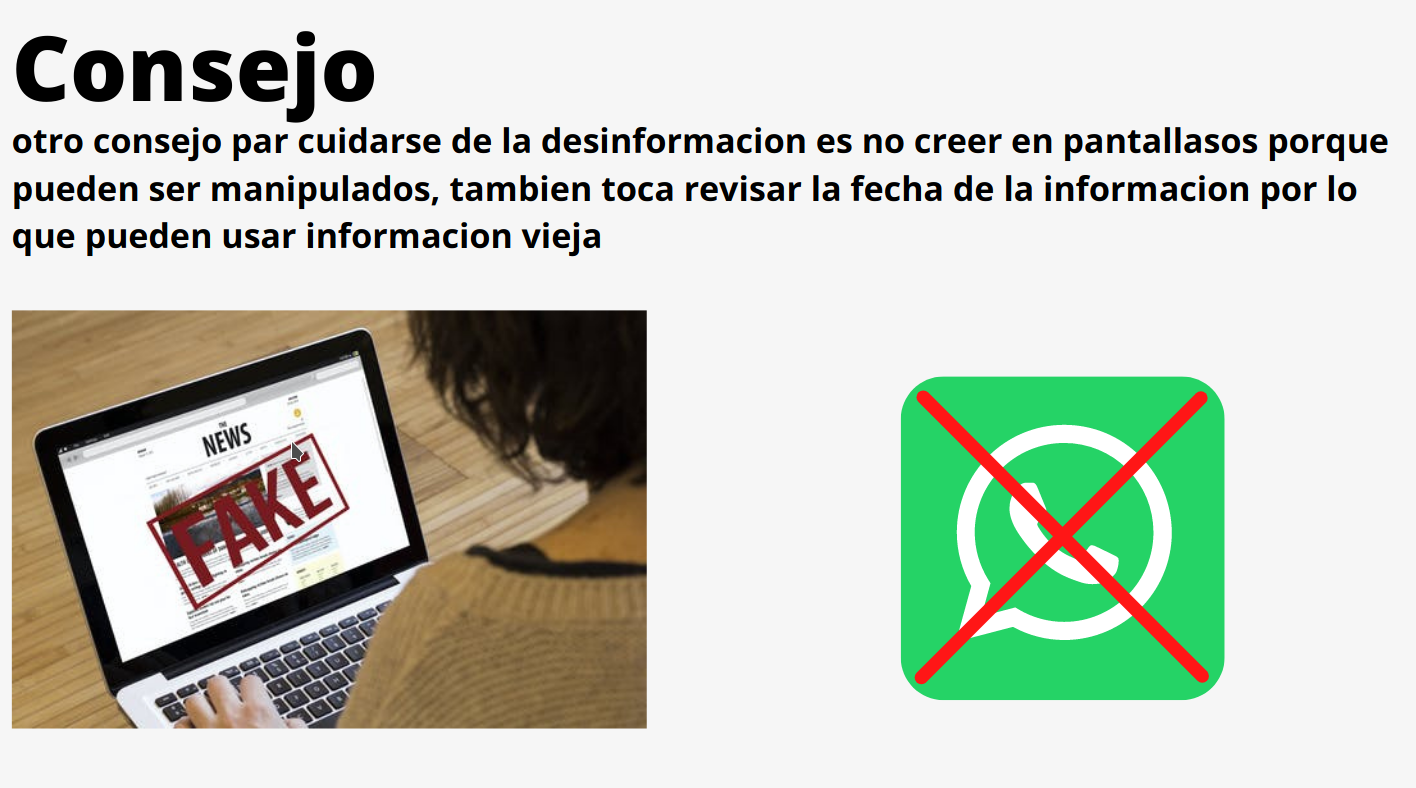 Consejo
otro consejo par cuidarse de la desinformacion es no creer en pantallasos porque
pueden ser manipulados, tambien toca revisar la fecha de la informacion por lo
que pueden usar informacion vieja
THE
NEWS
FAKE